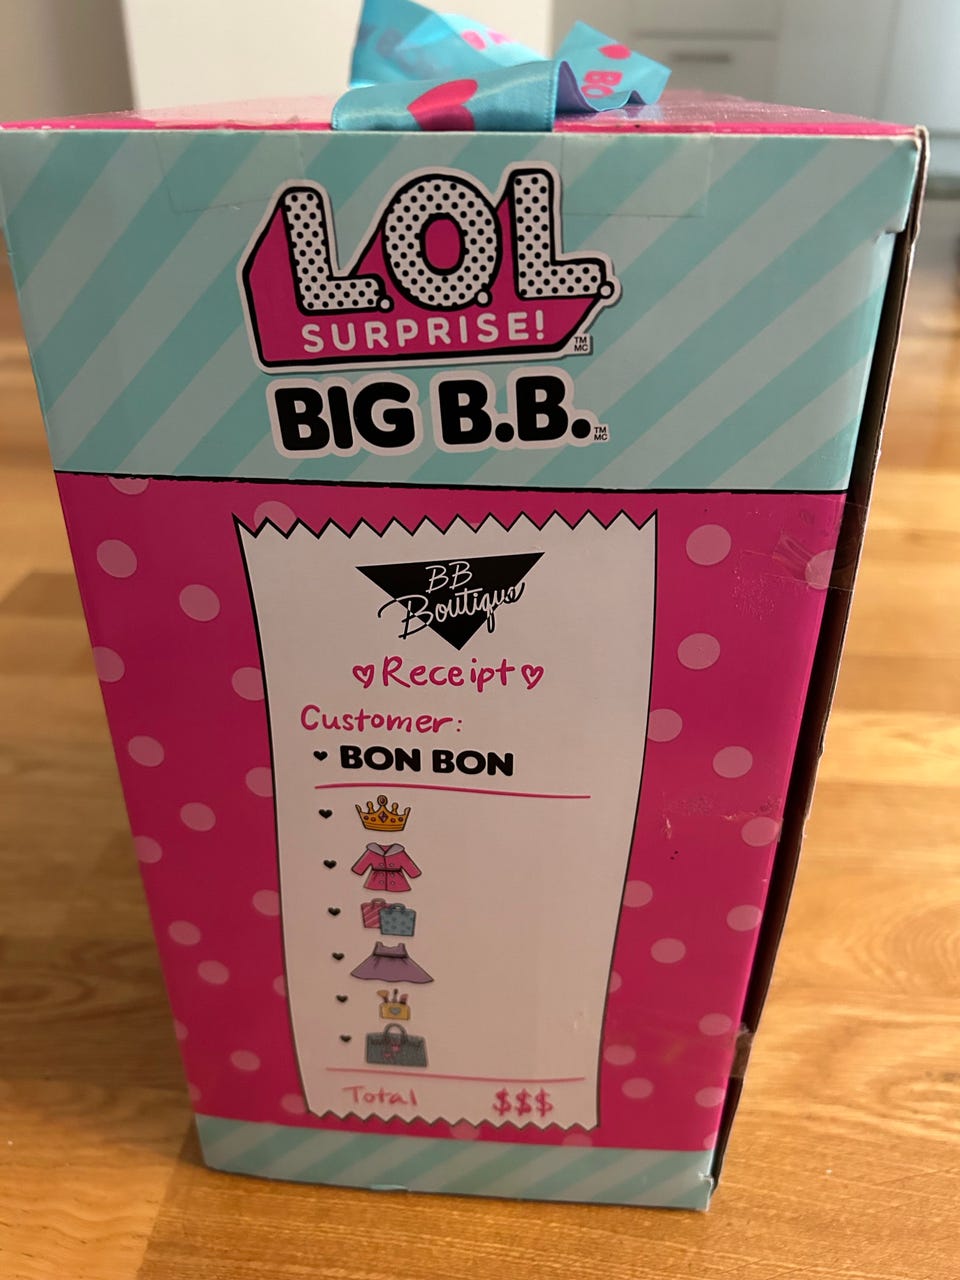 L.O.L.
SURPRISE!
TM
MC
BIG B.B.
TM
MC
BB
Boutique
Receipt
Customer:
BON BON
Total $$$